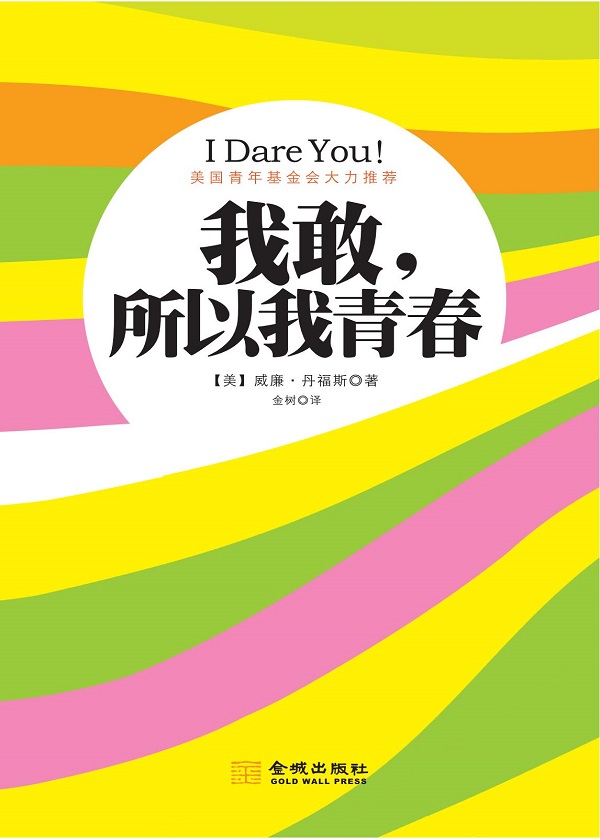 I Dare You!
美国青年基金会大力推荐
我敢，
所以我青春
【美】威廉·丹福斯◎著
金树◎译
金城出版社
GOLD WALL PRESS